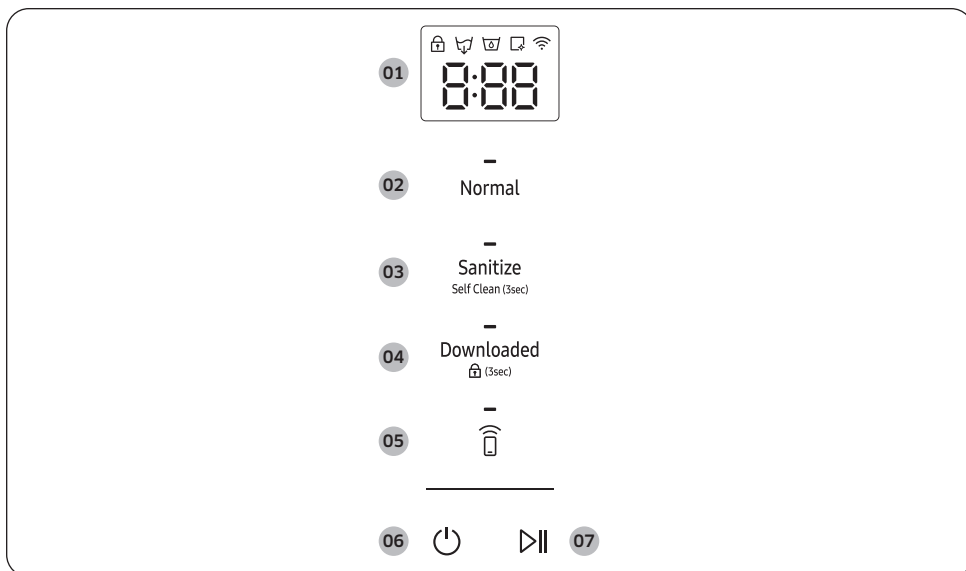 01
8:88
02
Normal
03
Sanitize
Self Clean (3sec)
04
Downloaded
(3sec)
05
06
07